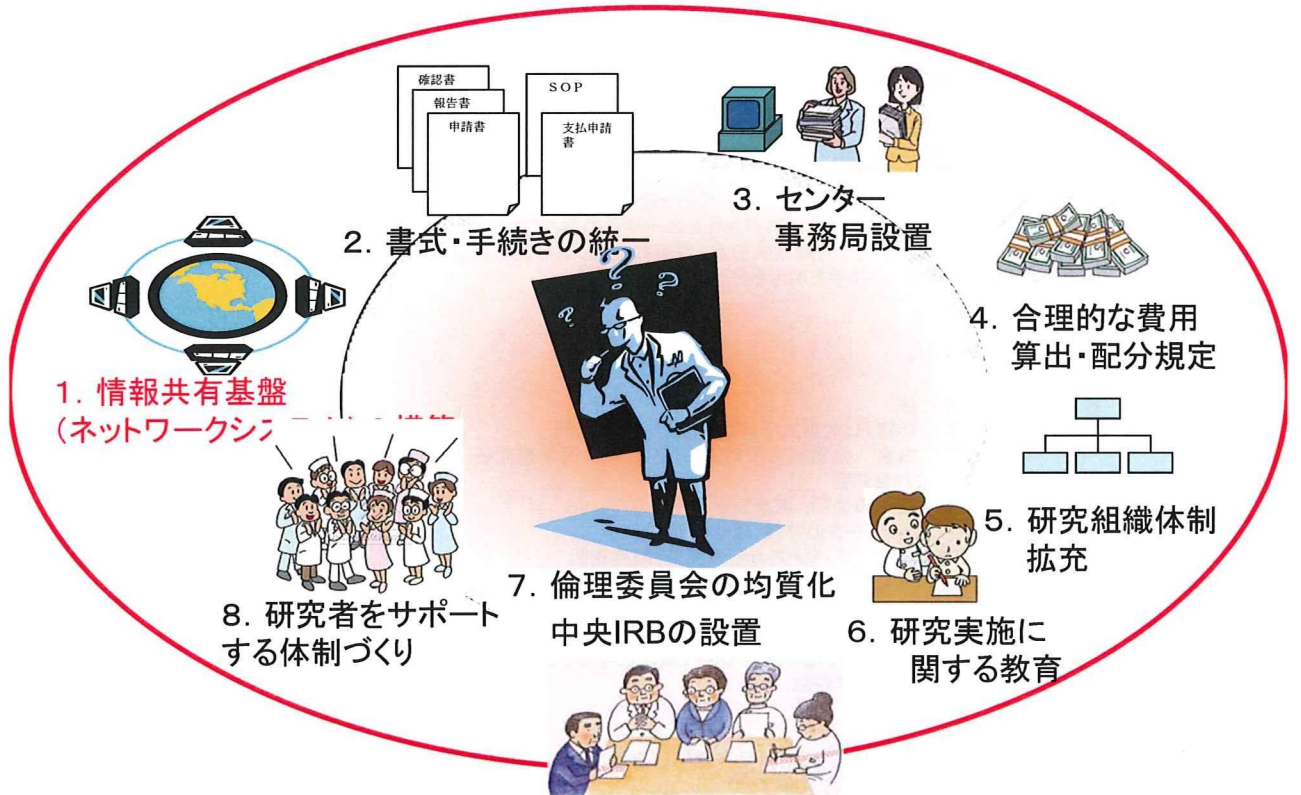 確認書
報告書
申請書
SOP
支払申請
書
1. 情報共有基盤
(ネットワークシス
2. 書式・手続きの統一
3. センター
事務局設置
4. 合理的な費用
算出・配分規定
5. 研究組織体制
拡充
6. 研究実施に
関する教育
7. 倫理委員会の均質化
中央IRBの設置
8. 研究者をサポート
する体制づくり
?
?
?